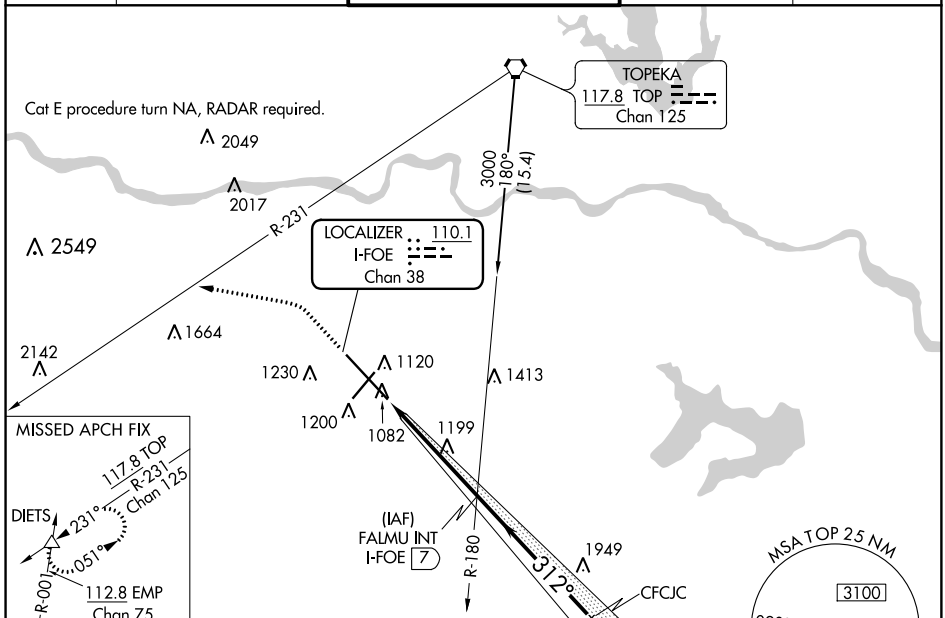 TOPEKA
117.8 TOP
Chan 125
Cat E procedure turn NA, RADAR required.
2049
2017
2549
R-231
3000
180°
(15.4)
LOCALIZER 110.1
I-FOE
Chan 38
1664
2142
1230
1120
1413
1200
1082
1199
MISSED APCH FIX
117.8 TOP
R-231
Chan 125
DIETS
231°
051°
R-001
112.8 EMP
Chan 75
(IAF)
FALMU INT
I-FOE 7
R-180
312°
1949
CFCJC
MSA TOP 25 NM
3100